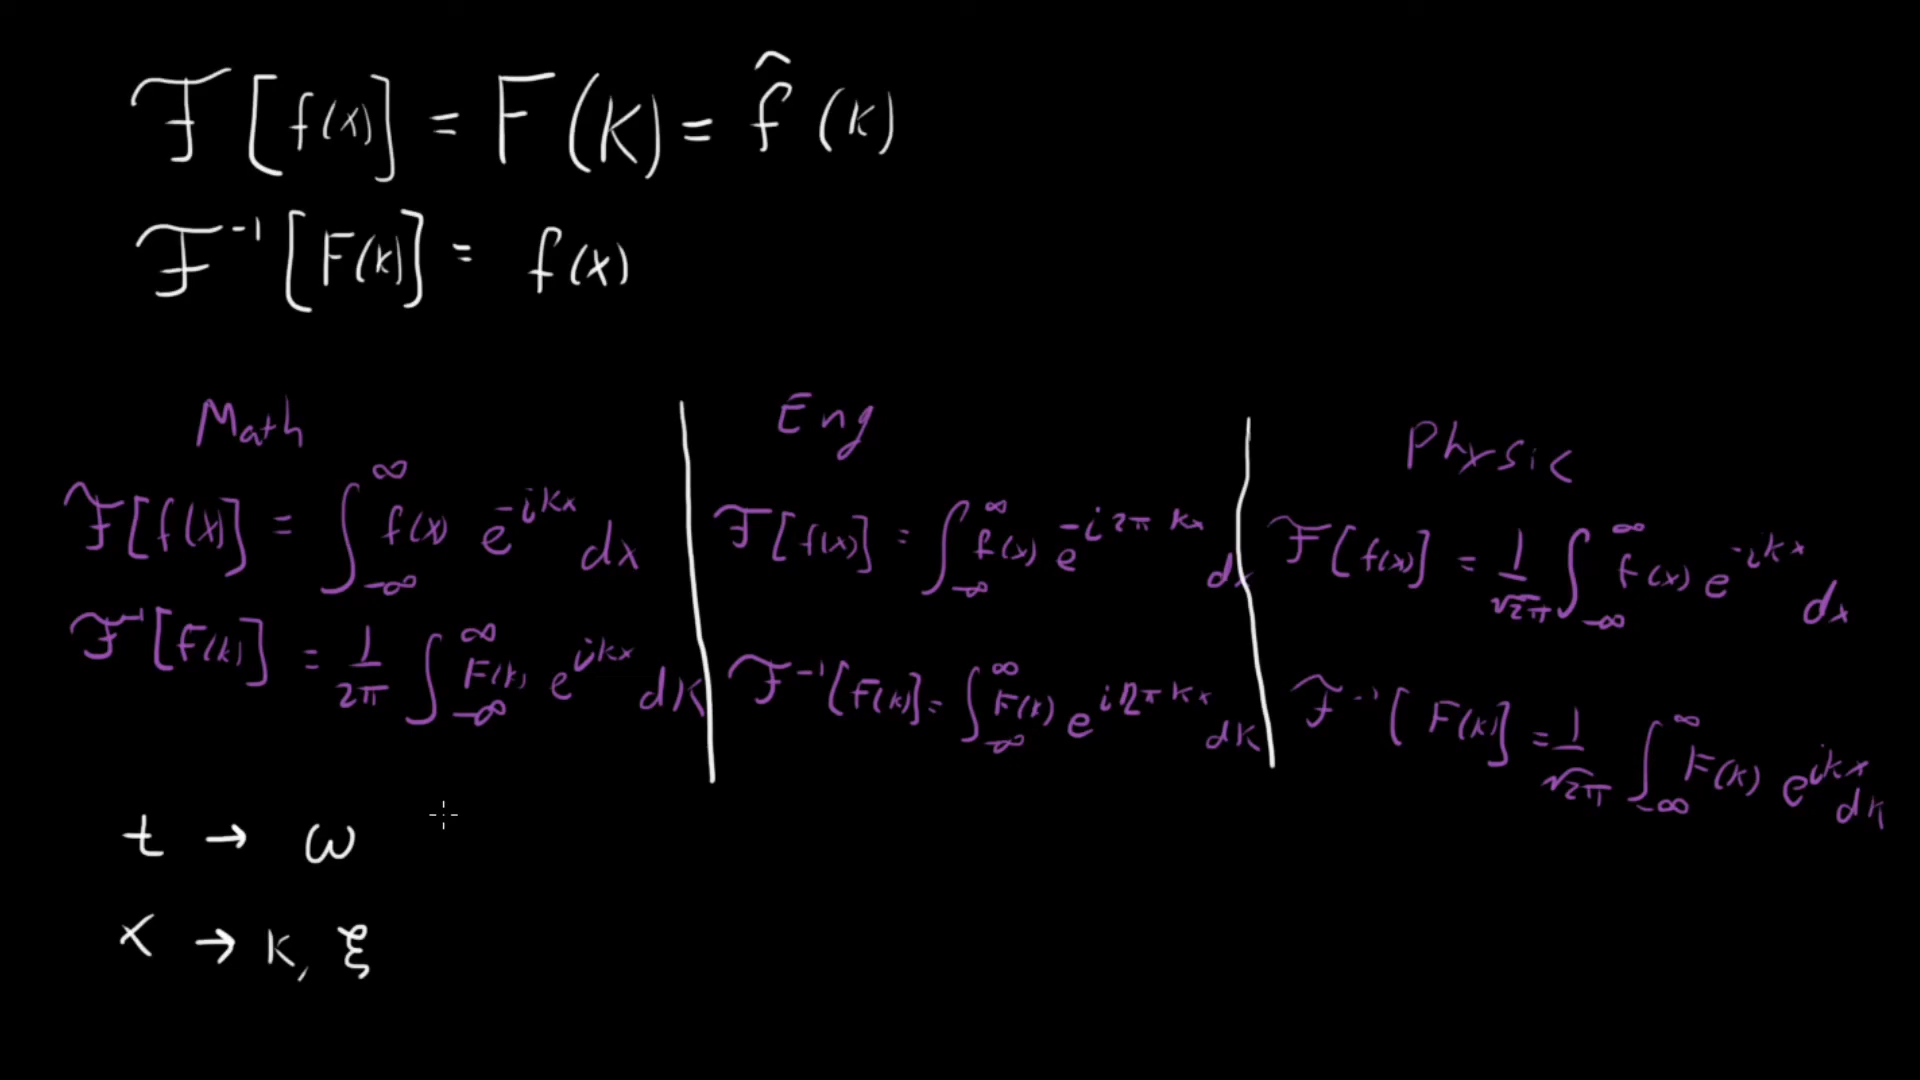 ℱ[f(x)] = F(k) = f̂(k)
ℱ⁻¹[F(k)] = f(x)
Math
ℱ[f(x)] = ∫_{-∞}^{∞} f(x) e^{-ikx} dx
ℱ⁻¹[F(k)] = 1/2π ∫_{-∞}^{∞} F(k) e^{ikx} dk
Eng
ℱ[f(x)] = ∫_{-∞}^{∞} f(x) e^{-i2πkx} dx
ℱ⁻¹[F(k)] = ∫_{-∞}^{∞} F(k) e^{i2πkx} dk
Physic
ℱ[f(x)] = 1/√2π ∫_{-∞}^{∞} f(x) e^{-ikx} dx
ℱ⁻¹[F(k)] = 1/√2π ∫_{-∞}^{∞} F(k) e^{ikx} dk
t → ω
x → k, ξ